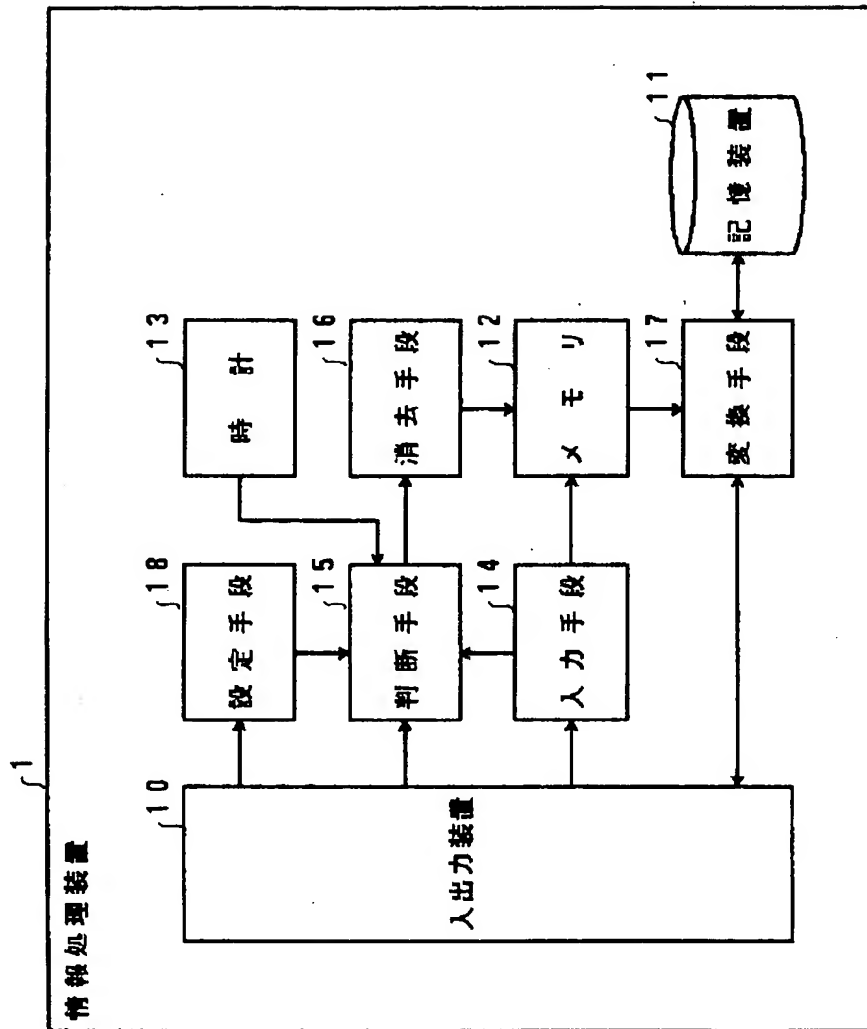 1
情報処理装置
10
入出力装置
18
設定手段
15
判断手段
14
入力手段
13
時計
16
消去手段
12
メモリ
17
変換手段
11
記憶装置